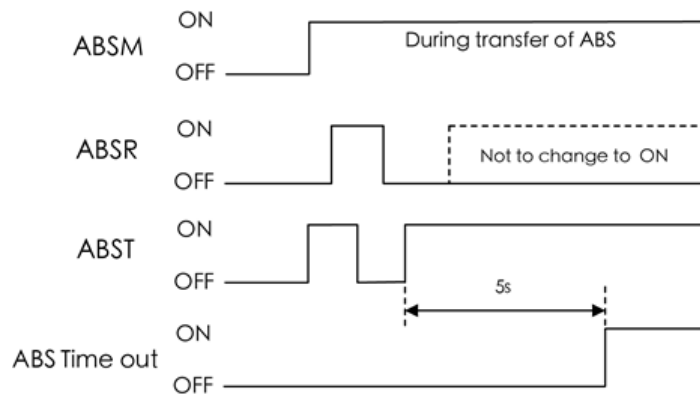 ON
ABSM
During transfer of ABS
OFF
ON
ABSR
Not to change to ON
OFF
ON
ABST
OFF
5s
ON
ABS Time out
OFF